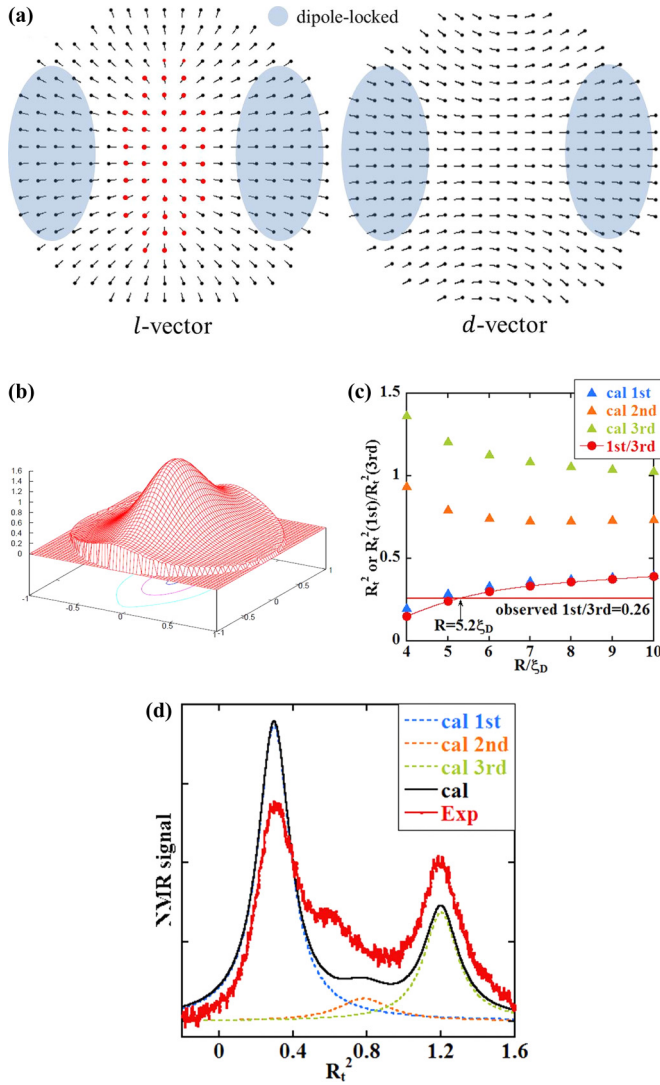 (a)
dipole-locked
l-vector
d-vector
(b)
1.6
1.4
1.2
1
0.8
0.6
0.4
0.2
0
-1
-0.5
0
0.5
1
-1
-0.5
0
0.5
1
(c)
cal 1st
cal 2nd
cal 3rd
1st/3rd
R_t^2 or R_t^2(1st)/R_t^2(3rd)
1.5
1
0.5
0
observed 1st/3rd=0.26
R=5.2ξ_D
4 5 6 7 8 9 10
R/ξ_D
(d)
cal 1st
cal 2nd
cal 3rd
cal
Exp
NMR signal
0 0.4 0.8 1.2 1.6
R_t^2